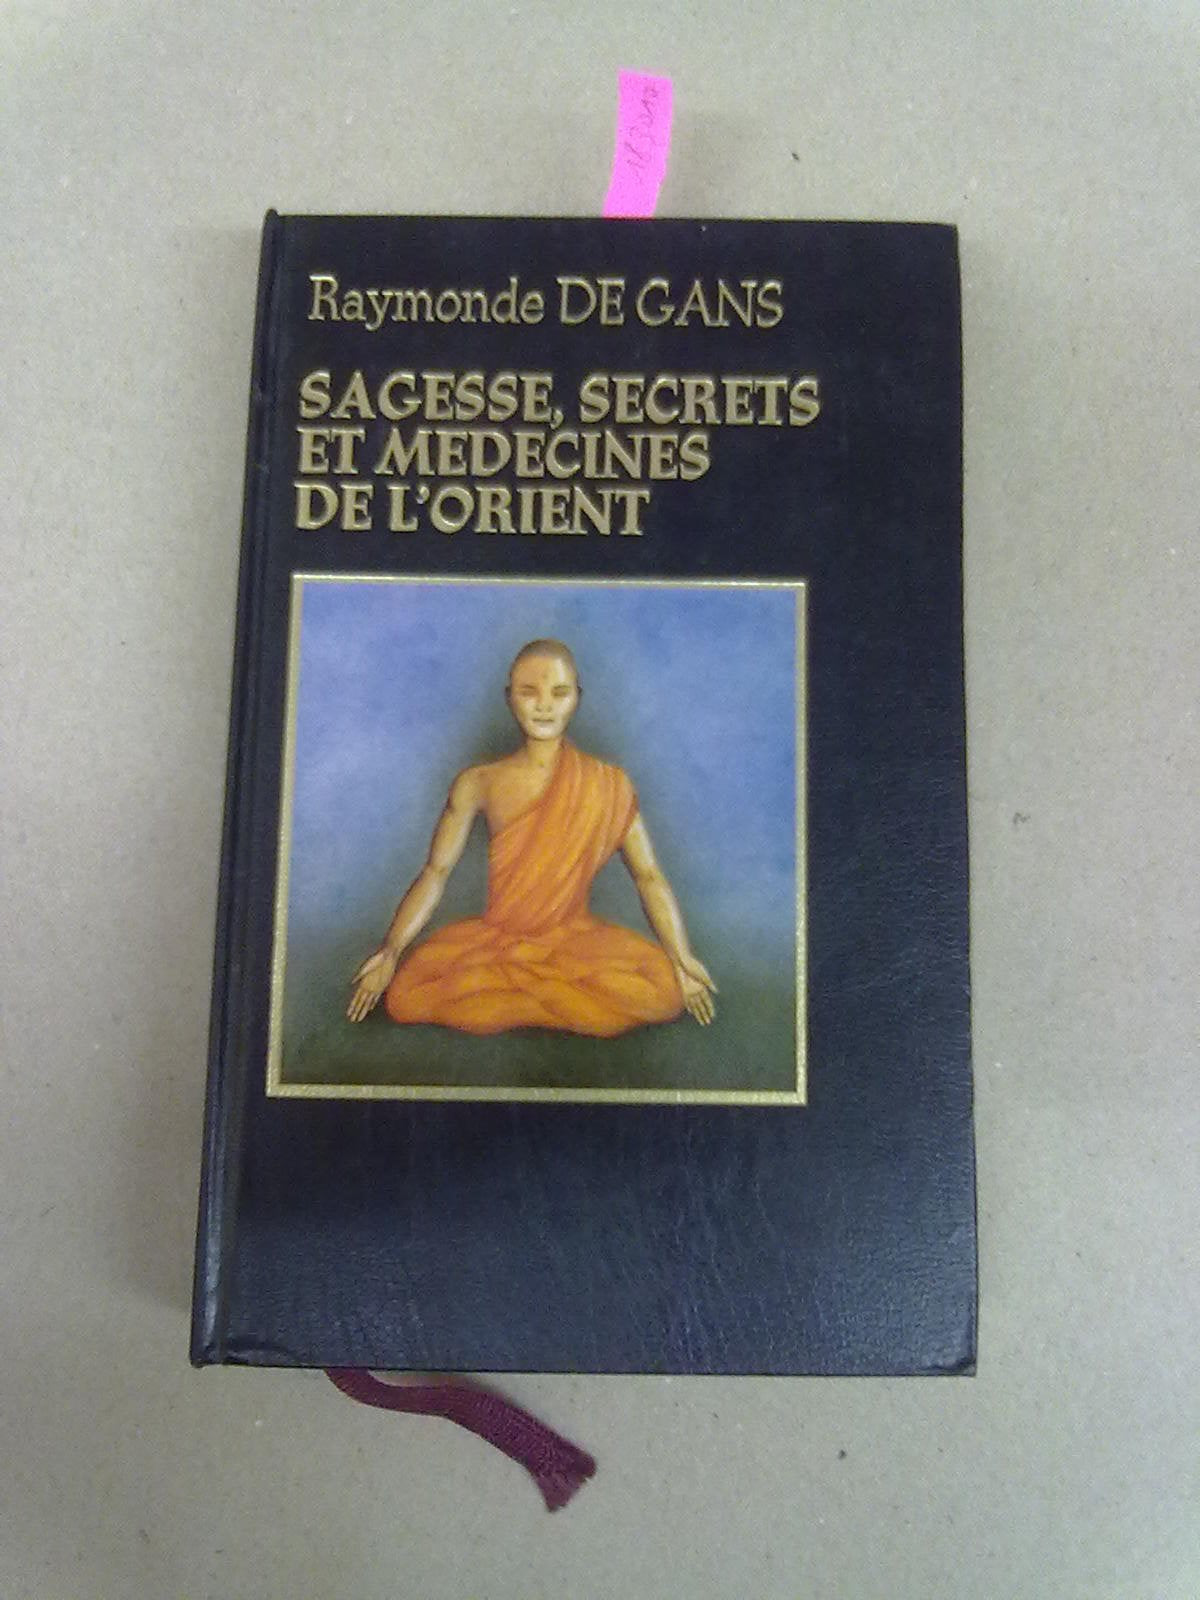 Raymonde DE GANS
SAGESSE, SECRETS
ET MEDECINES
DE L'ORIENT